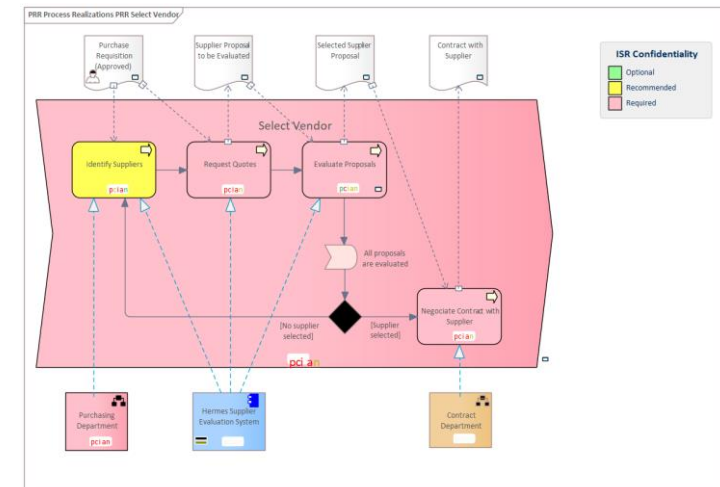 PRR Process Realizations PRR Select Vendor
Purchase
Requisition
(Approved)
Supplier Proposal
to be Evaluated
Selected Supplier
Proposal
Contract with
Supplier
ISR Confidentiality
Optional
Recommended
Required
Select Vendor
Identify Suppliers
pcian
Request Quotes
pcian
Evaluate Proposals
pcian
All proposals
are evaluated
[No supplier
selected]
[Supplier
selected]
Negociate Contract with
Supplier
pcian
pcian
Purchasing
Department
pcian
Hermes Supplier
Evaluation System
Contract
Department